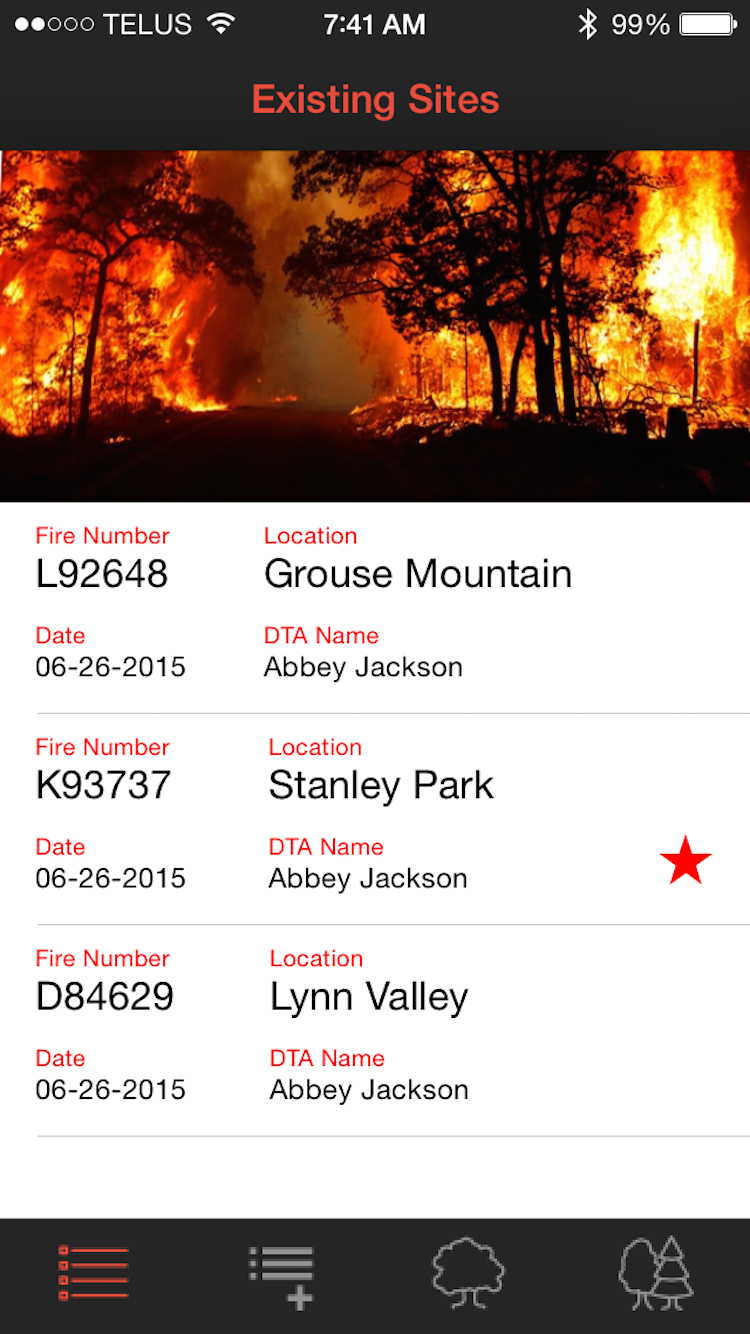 TELUS 7:41 AM 99%
Existing Sites
Fire Number Location
L92648 Grouse Mountain
Date DTA Name
06-26-2015 Abbey Jackson
Fire Number Location
K93737 Stanley Park
Date DTA Name
06-26-2015 Abbey Jackson
Fire Number Location
D84629 Lynn Valley
Date DTA Name
06-26-2015 Abbey Jackson